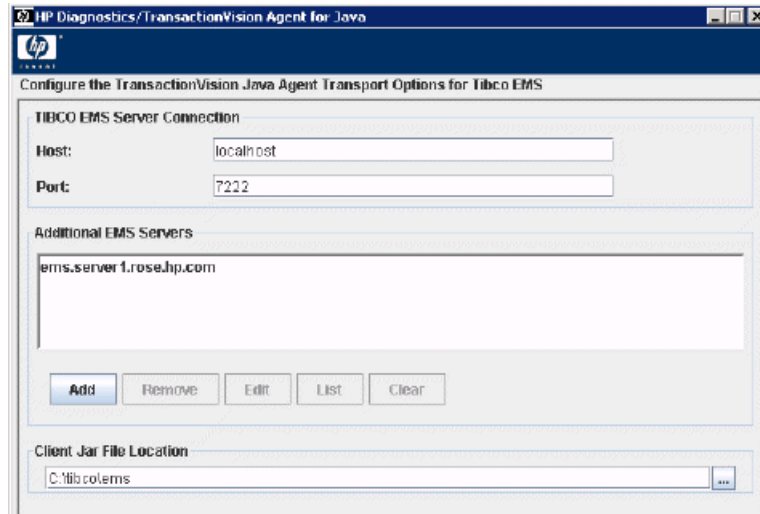 HP Diagnostics/TransactionVision Agent for Java
hp
invent
Configure the TransactionVision Java Agent Transport Options for Tibco EMS
TIBCO EMS Server Connection
Host: localhost
Port: 7222
Additional EMS Servers
ems.server1.rose.hp.com
Add Remove Edit List Clear
Client Jar File Location
C:\tibco\ems ...